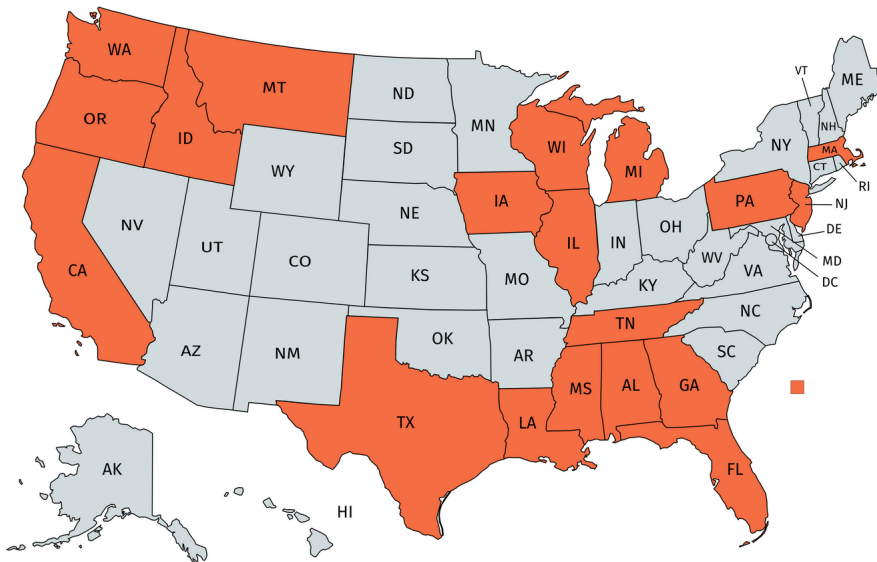 WA
MT
ND
MN
VT
ME
OR
ID
SD
WI
MI
NY
NH
MA
CT
RI
WY
IA
PA
NJ
NE
NV
UT
CO
IL
IN
OH
DE
MD
DC
WV
VA
CA
KS
MO
KY
NC
TN
AZ
NM
OK
AR
SC
MS
AL
GA
TX
LA
FL
AK
HI